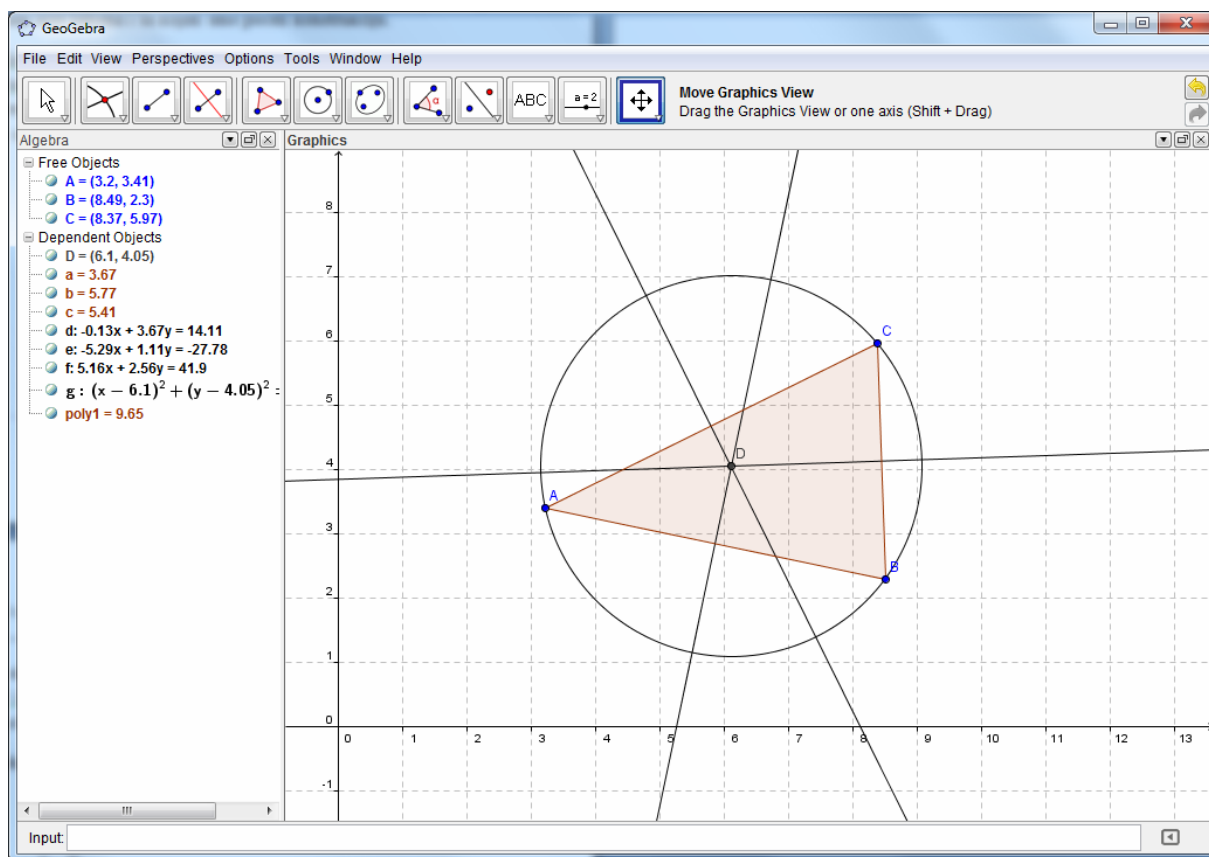 GeoGebra
File Edit View Perspectives Options Tools Window Help
ABC
a = 2
α
Move Graphics View
Drag the Graphics View or one axis (Shift + Drag)
Algebra
Free Objects
A = (3.2, 3.41)
B = (8.49, 2.3)
C = (8.37, 5.97)
Dependent Objects
D = (6.1, 4.05)
a = 3.67
b = 5.77
c = 5.41
d: -0.13x + 3.67y = 14.11
e: -5.29x + 1.11y = -27.78
f: 5.16x + 2.56y = 41.9
g : (x − 6.1)² + (y − 4.05)² =
poly1 = 9.65
Graphics
8
7
6
5
4
3
2
1
0
-1
0 1 2 3 4 5 6 7 8 9 10 11 12 13
C
D
A
B
Input: